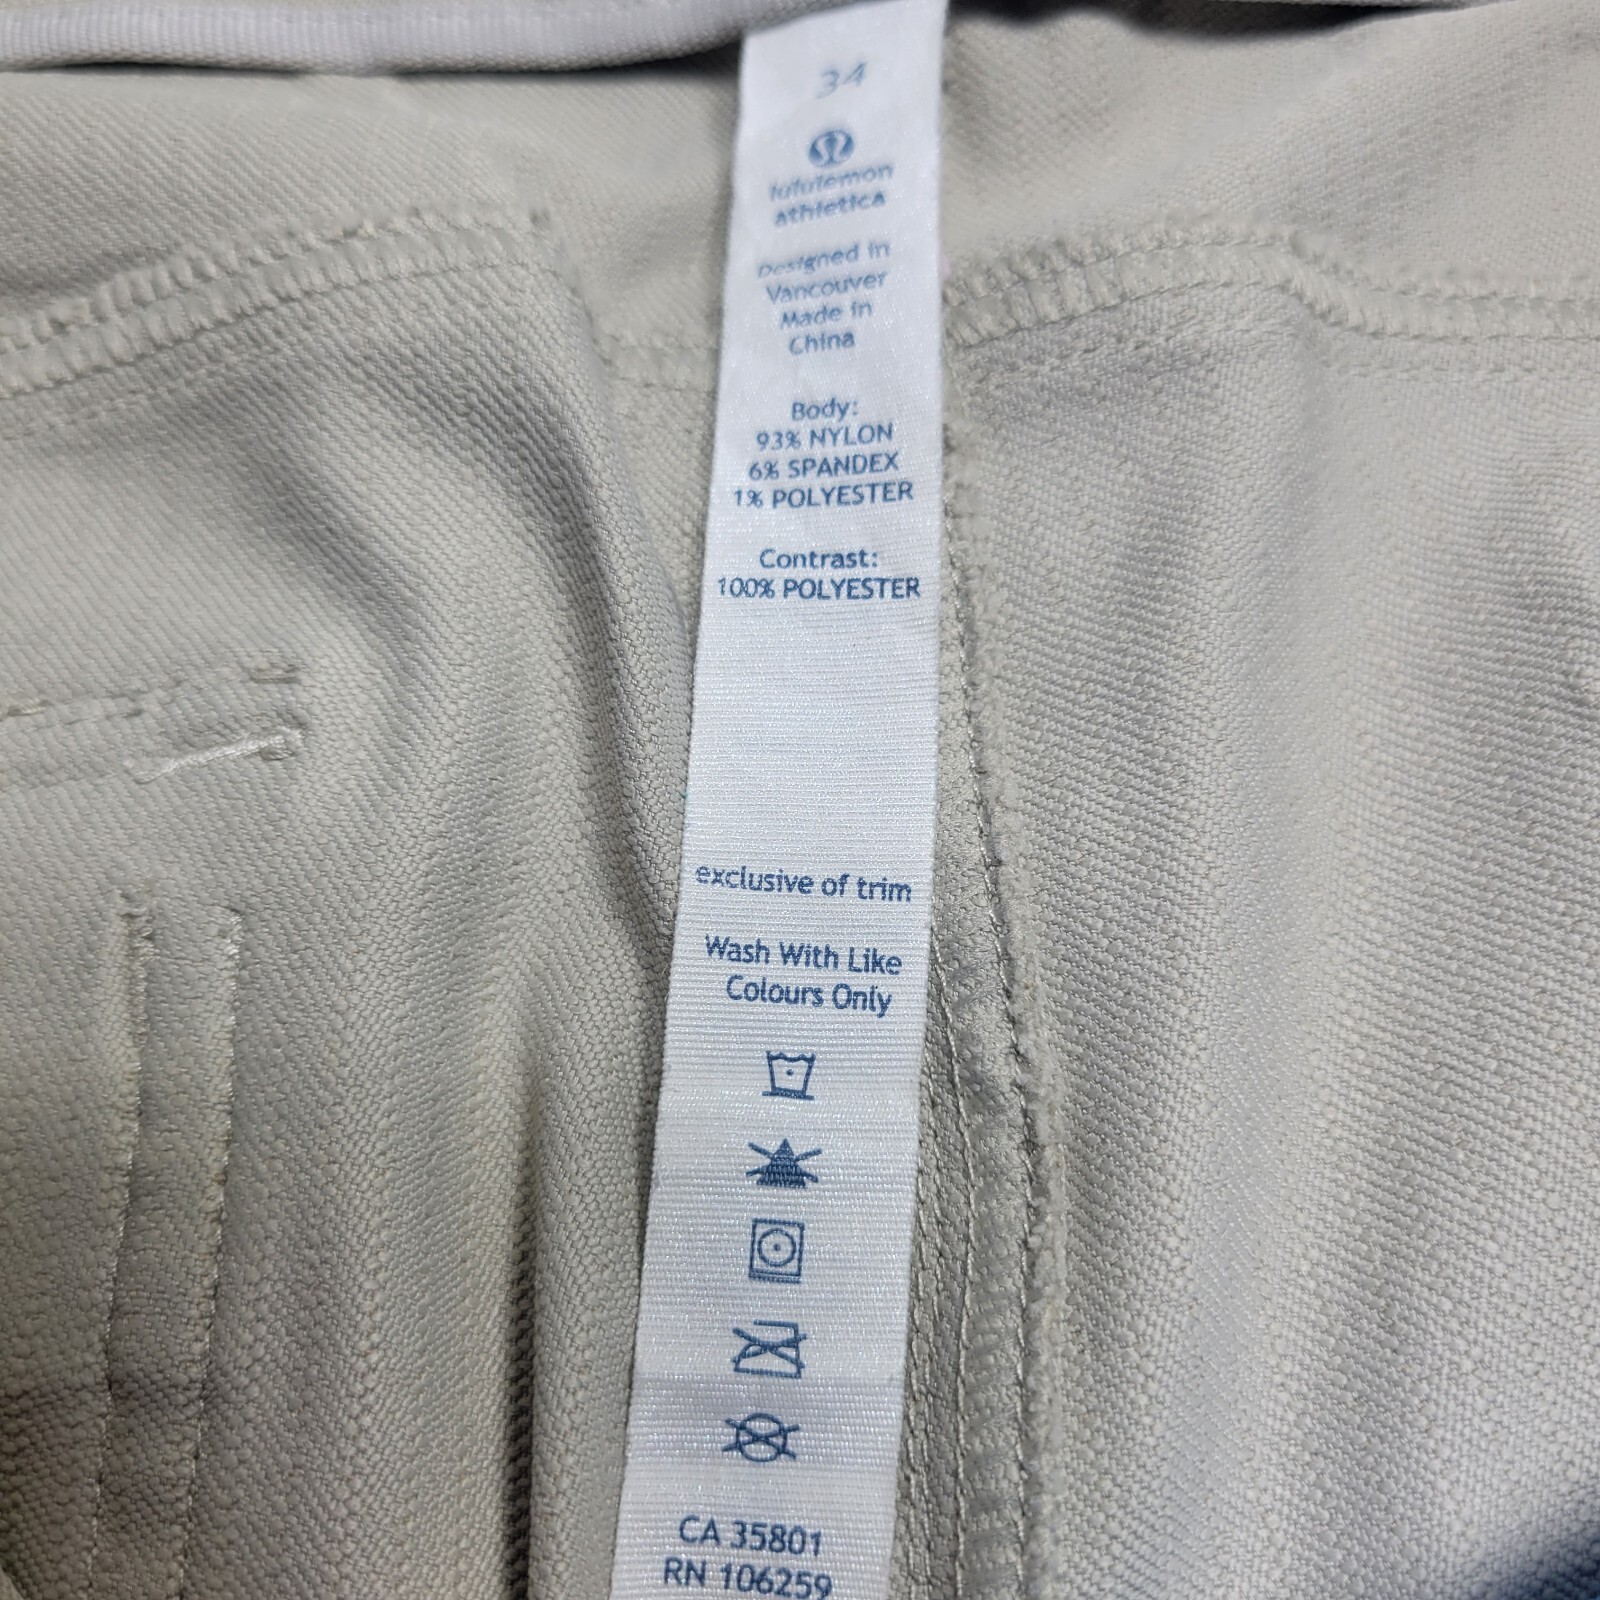 34
lululemon
athletica
Designed in
Vancouver
Made in
China
Body:
93% NYLON
6% SPANDEX
1% POLYESTER
Contrast:
100% POLYESTER
exclusive of trim
Wash With Like
Colours Only
CA 35801
RN 106259